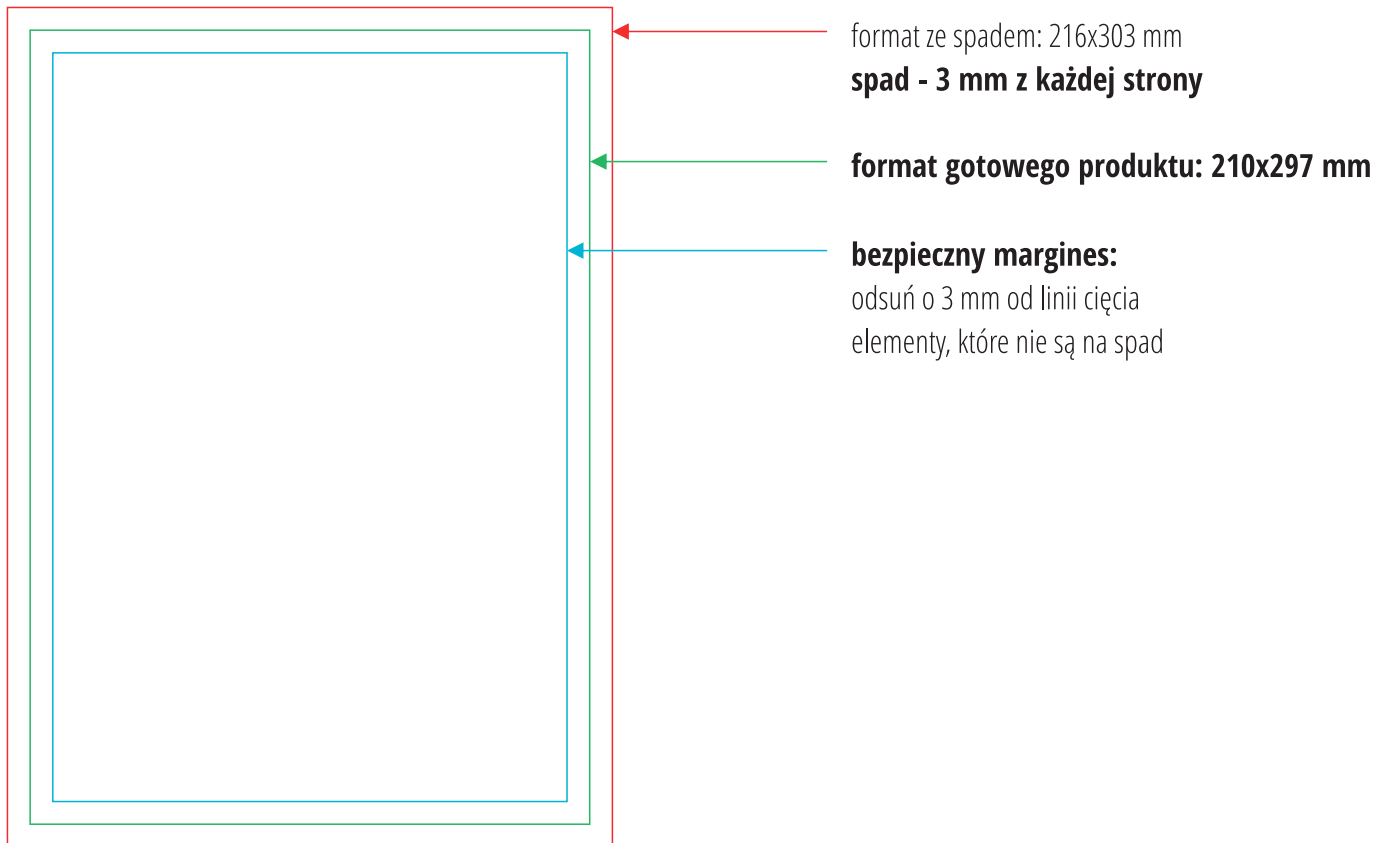 format ze spadem: 216x303 mm
spad - 3 mm z każdej strony
format gotowego produktu: 210x297 mm
bezpieczny margines:
odsuń o 3 mm od linii cięcia
elementy, które nie są na spad